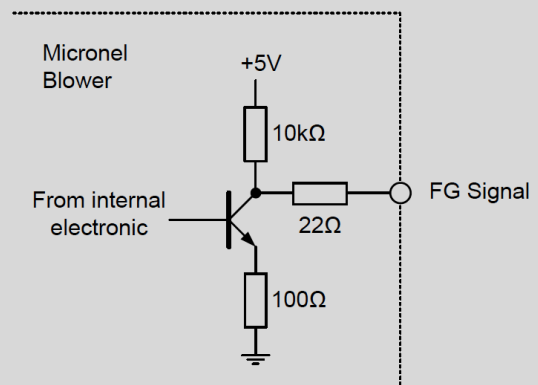 Micronel
Blower
+5V
10kΩ
From internal
electronic
22Ω
FG Signal
100Ω